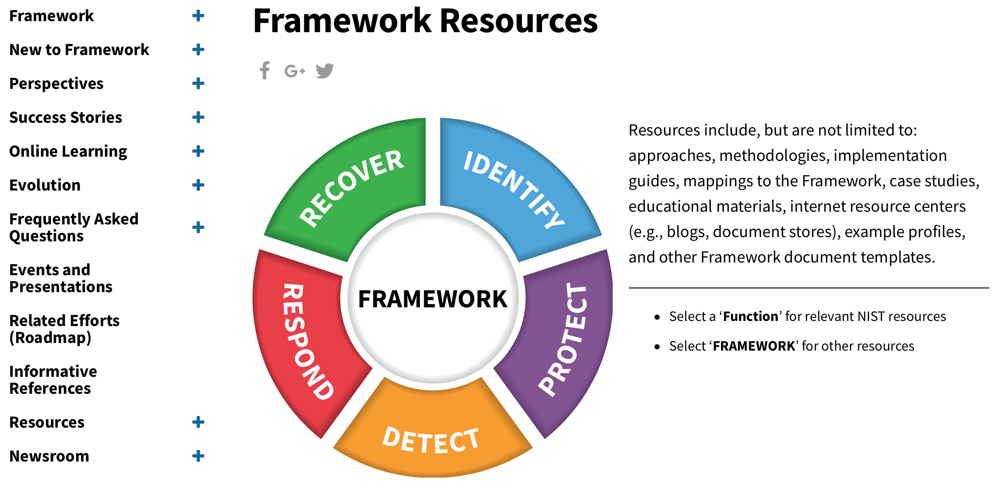 Framework
New to Framework
Perspectives
Success Stories
Online Learning
Evolution
Frequently Asked
Questions
Events and
Presentations
Related Efforts
(Roadmap)
Informative
References
Resources
Newsroom
Framework Resources
RECOVER
IDENTIFY
PROTECT
DETECT
RESPOND
FRAMEWORK
Resources include, but are not limited to:
approaches, methodologies, implementation
guides, mappings to the Framework, case studies,
educational materials, internet resource centers
(e.g., blogs, document stores), example profiles,
and other Framework document templates.
• Select a ‘Function’ for relevant NIST resources
• Select ‘FRAMEWORK’ for other resources